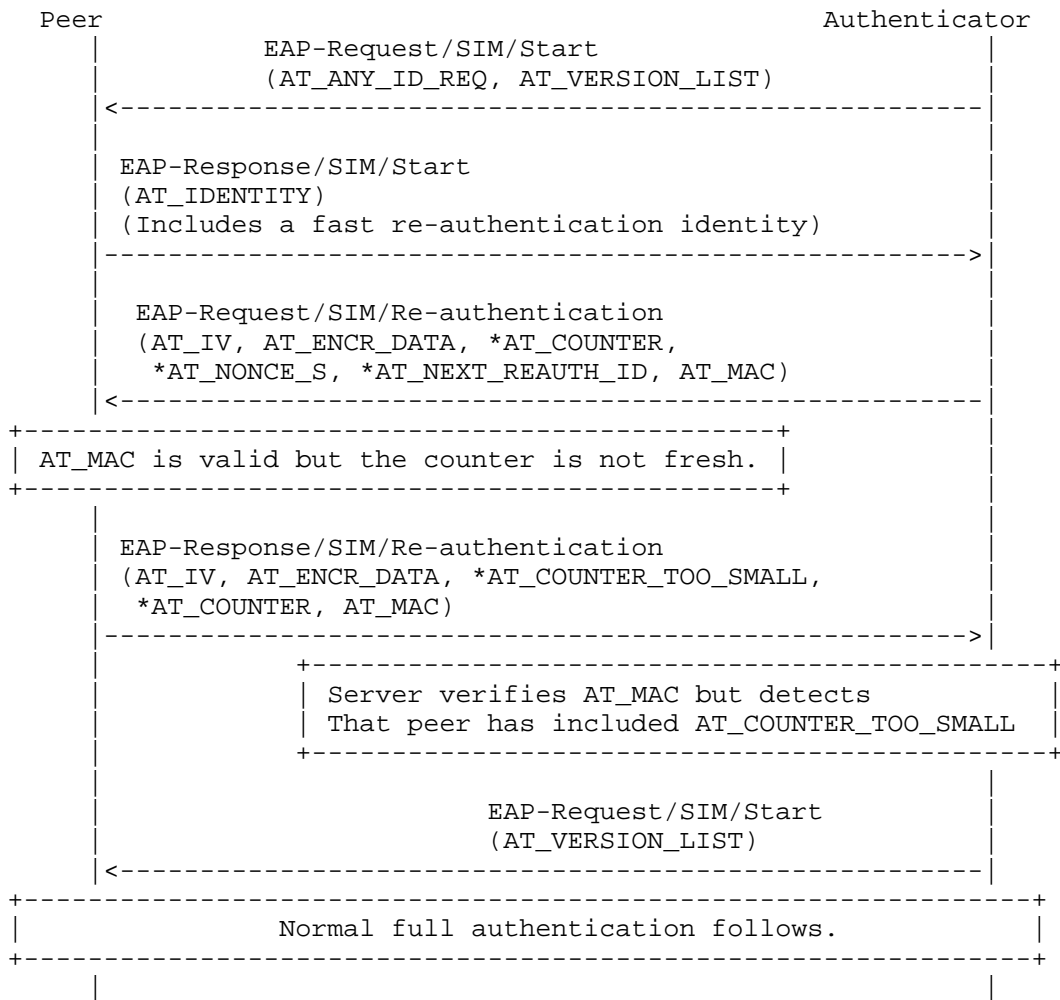 Peer Authenticator
EAP-Request/SIM/Start
(AT_ANY_ID_REQ, AT_VERSION_LIST)
EAP-Response/SIM/Start
(AT_IDENTITY)
(Includes a fast re-authentication identity)
EAP-Request/SIM/Re-authentication
(AT_IV, AT_ENCR_DATA, *AT_COUNTER,
*AT_NONCE_S, *AT_NEXT_REAUTH_ID, AT_MAC)
AT_MAC is valid but the counter is not fresh.
EAP-Response/SIM/Re-authentication
(AT_IV, AT_ENCR_DATA, *AT_COUNTER_TOO_SMALL,
*AT_COUNTER, AT_MAC)
Server verifies AT_MAC but detects
That peer has included AT_COUNTER_TOO_SMALL
EAP-Request/SIM/Start
(AT_VERSION_LIST)
Normal full authentication follows.